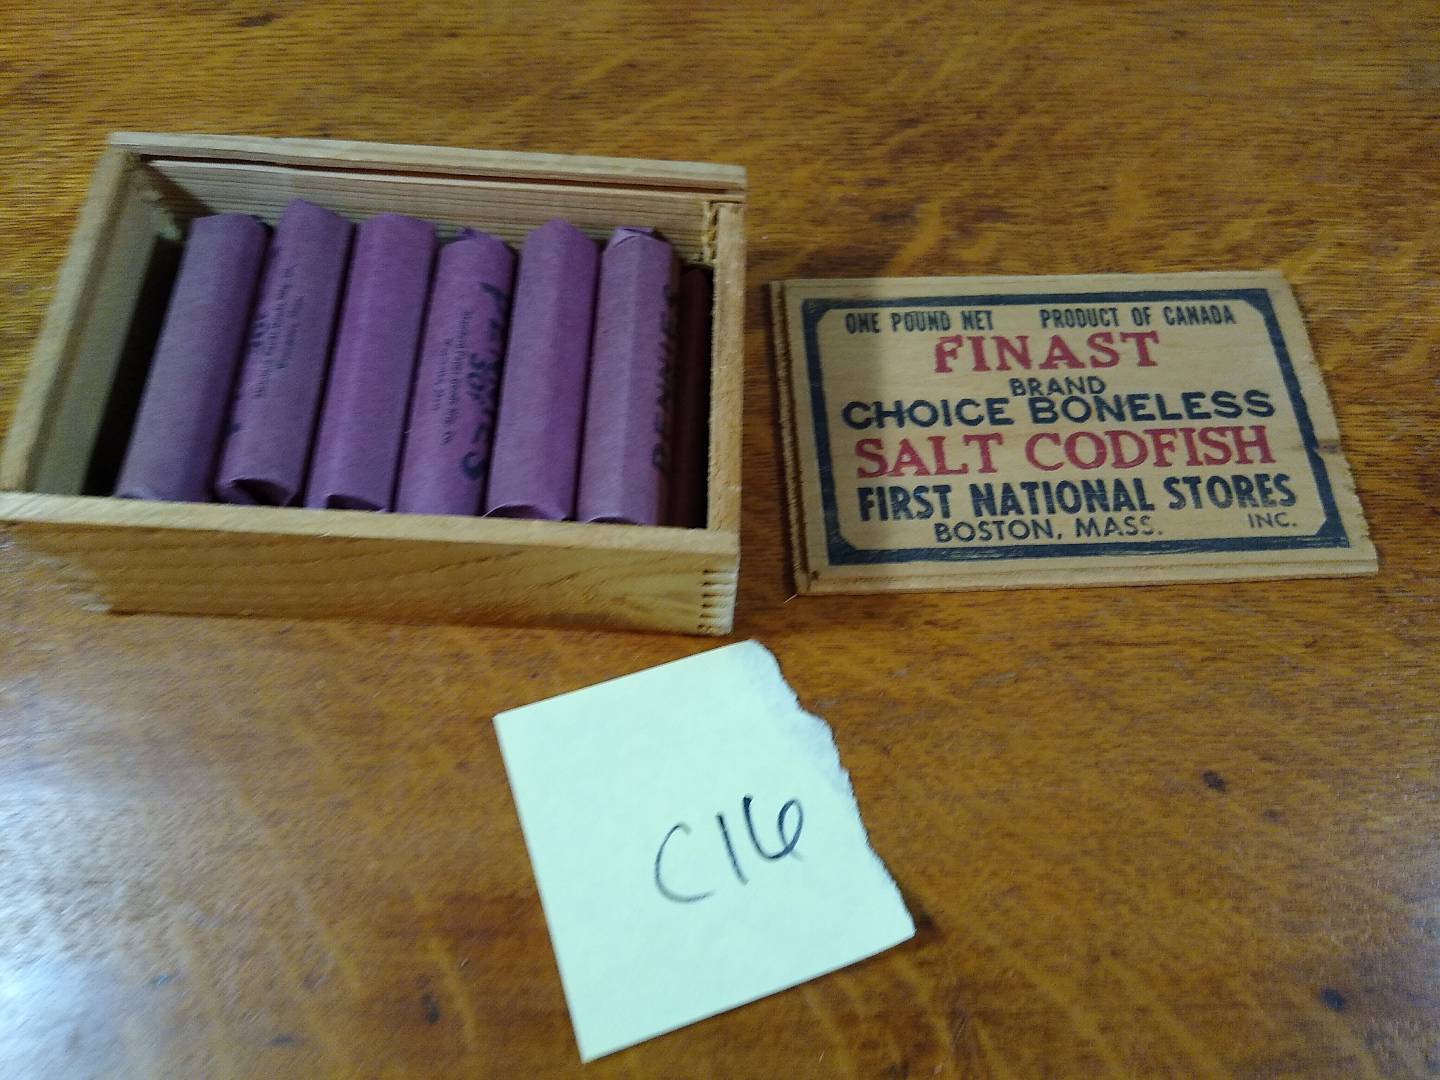 ONE POUND NET PRODUCT OF CANADA
FINAST
BRAND
CHOICE BONELESS
SALT CODFISH
FIRST NATIONAL STORES
BOSTON, MASS. INC.
PENNIES
C16